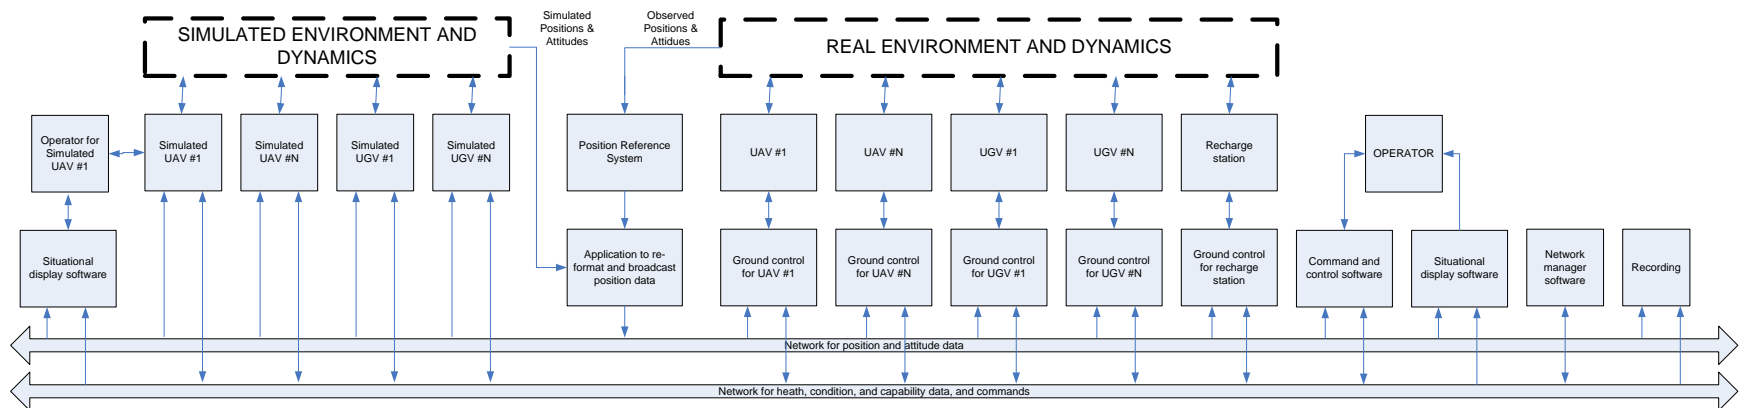 Simulated
Positions &
Attitudes
Observed
Positions &
Attidues
SIMULATED ENVIRONMENT AND
DYNAMICS
REAL ENVIRONMENT AND DYNAMICS
Operator for
Simulated
UAV #1
Simulated
UAV #1
Simulated
UAV #N
Simulated
UGV #1
Simulated
UGV #N
Position Reference
System
UAV #1
UAV #N
UGV #1
UGV #N
Recharge
station
OPERATOR
Situational
display software
Application to re-
format and broadcast
position data
Ground control
for UAV #1
Ground control
for UAV #N
Ground control
for UGV #1
Ground control
for UGV #N
Ground control
for recharge
station
Command and
control software
Situational
display software
Network
manager
software
Recording
Network for position and attitude data
Network for heath, condition, and capability data, and commands